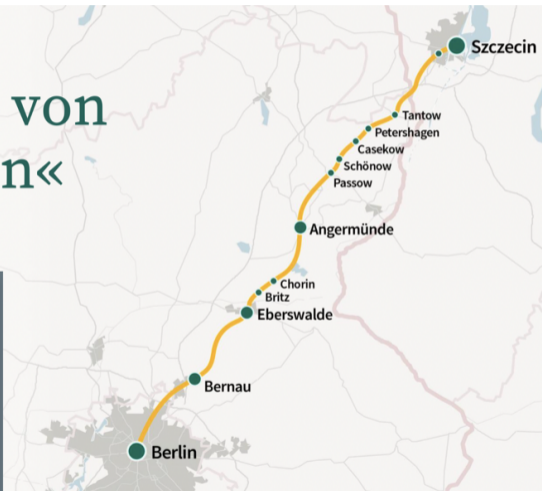 von
n«
Szczecin
Tantow
Petershagen
Casekow
Schönow
Passow
Angermünde
Chorin
Britz
Eberswalde
Bernau
Berlin